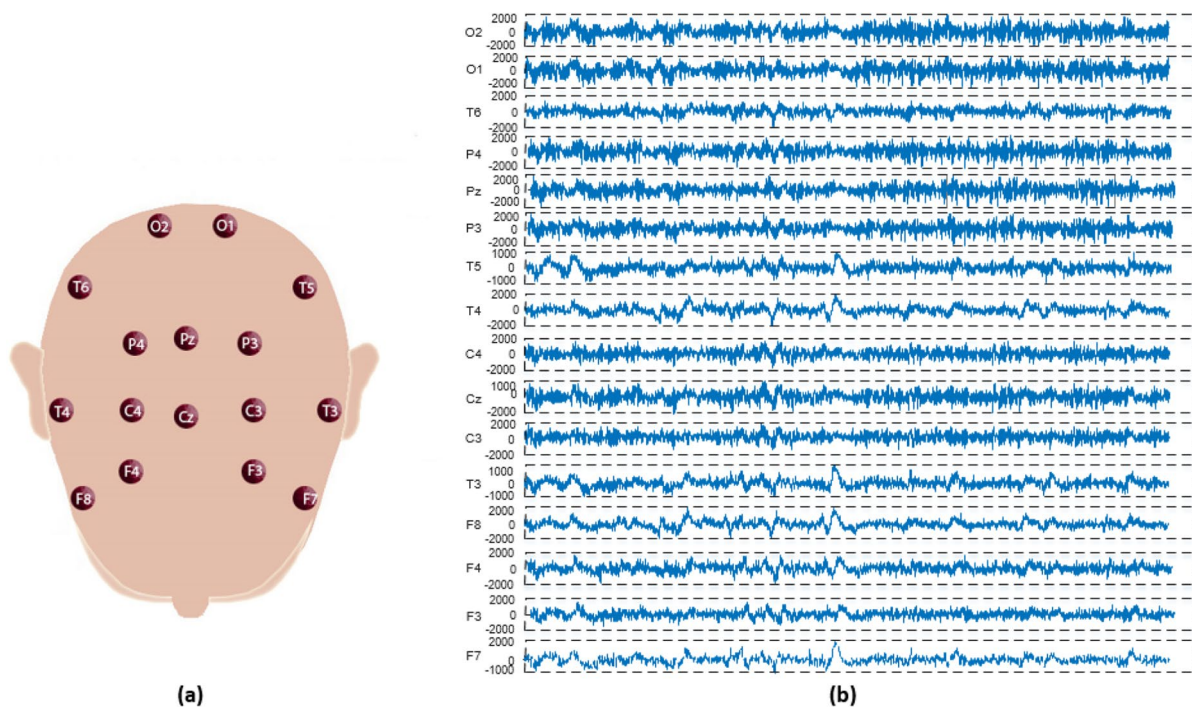 O2 O1
T6 T5
P4 Pz P3
T4 C4 Cz C3 T3
F4 F3
F8 F7
(a)
2000
O2 0
-2000
2000
O1 0
-2000
2000
T6 0
-2000
2000
P4 0
-2000
2000
Pz 0
-2000
2000
P3 0
-2000
1000
T5 0
-1000
2000
T4 0
-2000
2000
C4 0
-2000
1000
Cz 0
-2000
2000
C3 0
-2000
1000
T3 0
-1000
2000
F8 0
-2000
2000
F4 0
-2000
2000
F3 0
-2000
2000
F7 0
-1000
(b)